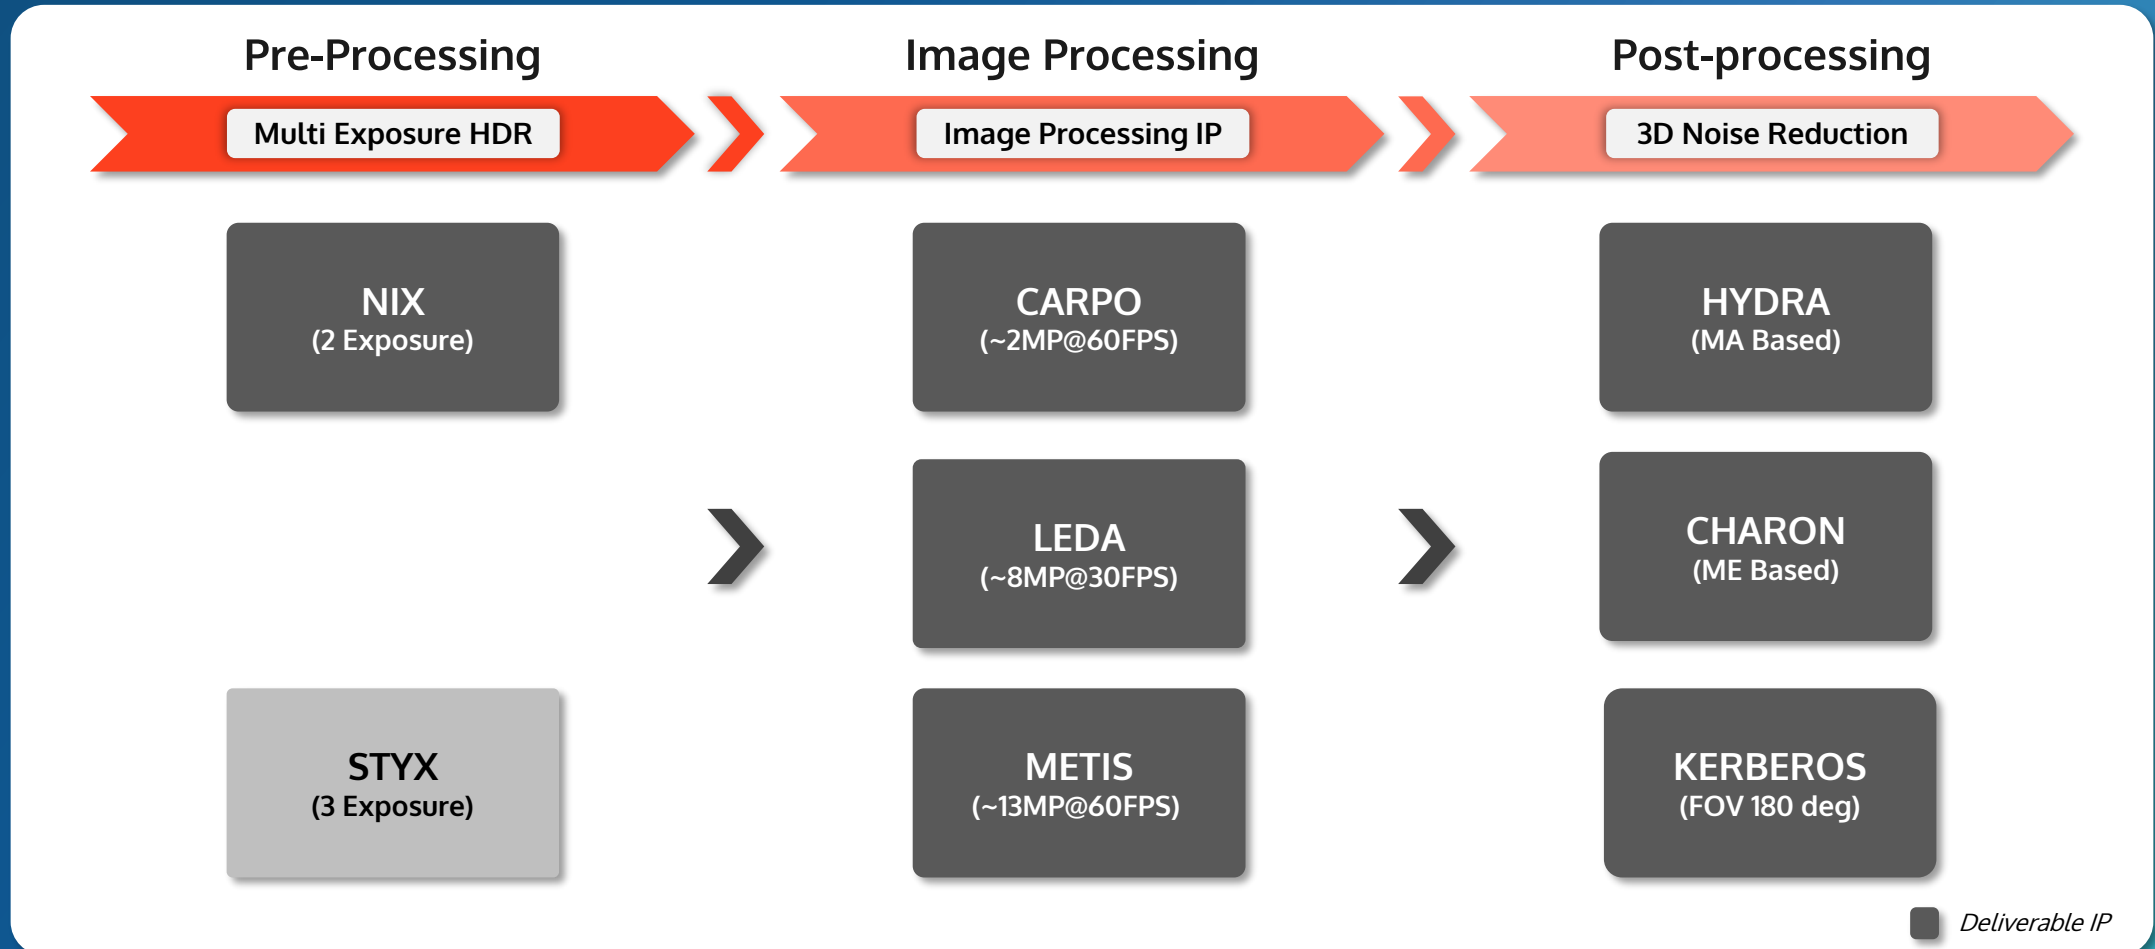 Pre-Processing
Image Processing
Post-processing
Multi Exposure HDR
Image Processing IP
3D Noise Reduction
NIX
(2 Exposure)
CARPO
(~2MP@60FPS)
HYDRA
(MA Based)
LEDA
(~8MP@30FPS)
CHARON
(ME Based)
STYX
(3 Exposure)
METIS
(~13MP@60FPS)
KERBEROS
(FOV 180 deg)
Deliverable IP